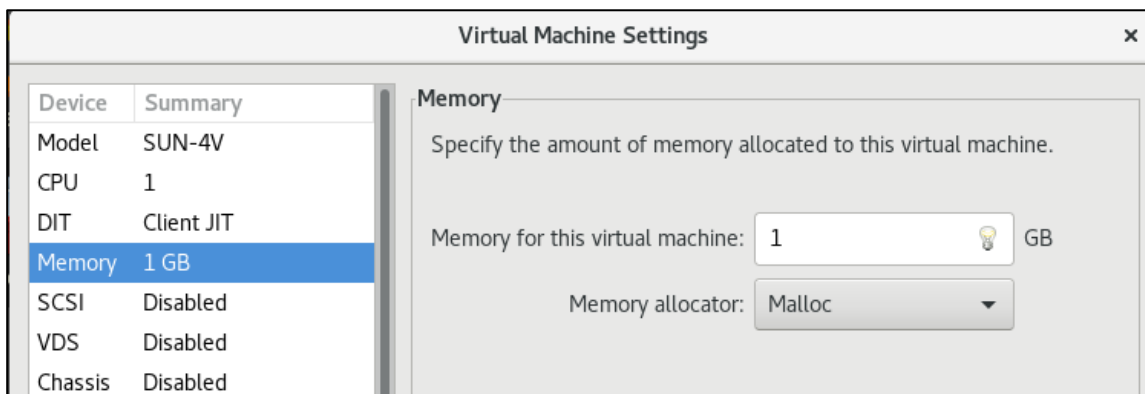 Virtual Machine Settings ×
Device Summary
Model SUN-4V
CPU 1
DIT Client JIT
Memory 1 GB
SCSI Disabled
VDS Disabled
Chassis Disabled
Memory
Specify the amount of memory allocated to this virtual machine.
Memory for this virtual machine: 1 GB
Memory allocator: Malloc